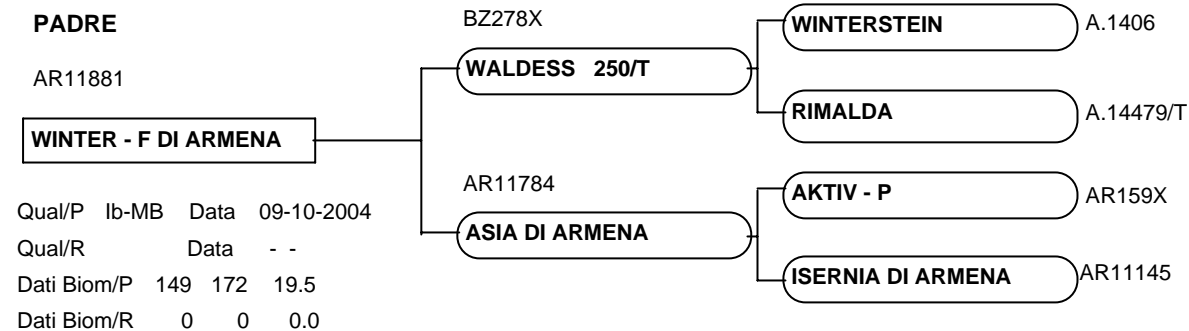 PADRE
AR11881
WINTER - F DI ARMENA
Qual/P Ib-MB Data 09-10-2004
Qual/R Data - -
Dati Biom/P 149 172 19.5
Dati Biom/R 0 0 0.0
BZ278X
WALDESS 250/T
AR11784
ASIA DI ARMENA
WINTERSTEIN A.1406
RIMALDA A.14479/T
AKTIV - P AR159X
ISERNIA DI ARMENA AR11145